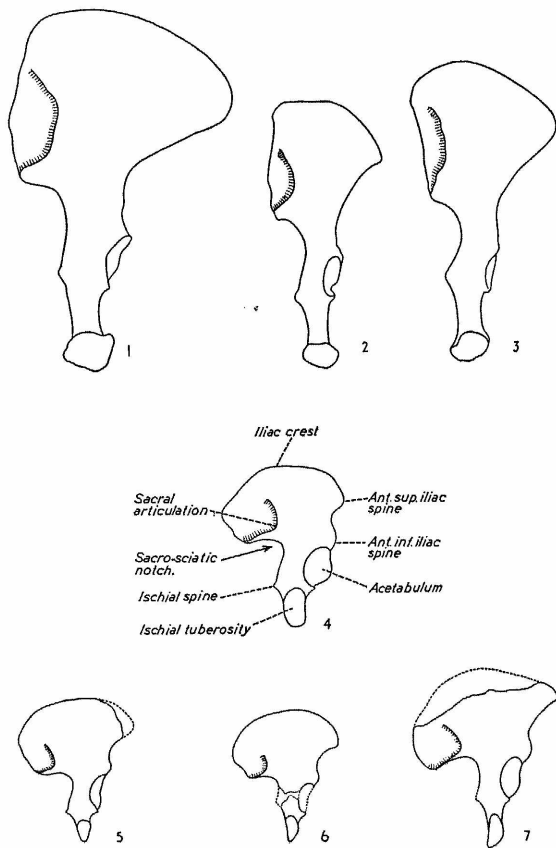 1
2
3
Iliac crest
Sacral
articulation
Ant. sup. iliac
spine
Sacro-sciatic
notch.
Ant. inf. iliac
spine
Ischial spine
Acetabulum
Ischial tuberosity
4
5
6
7